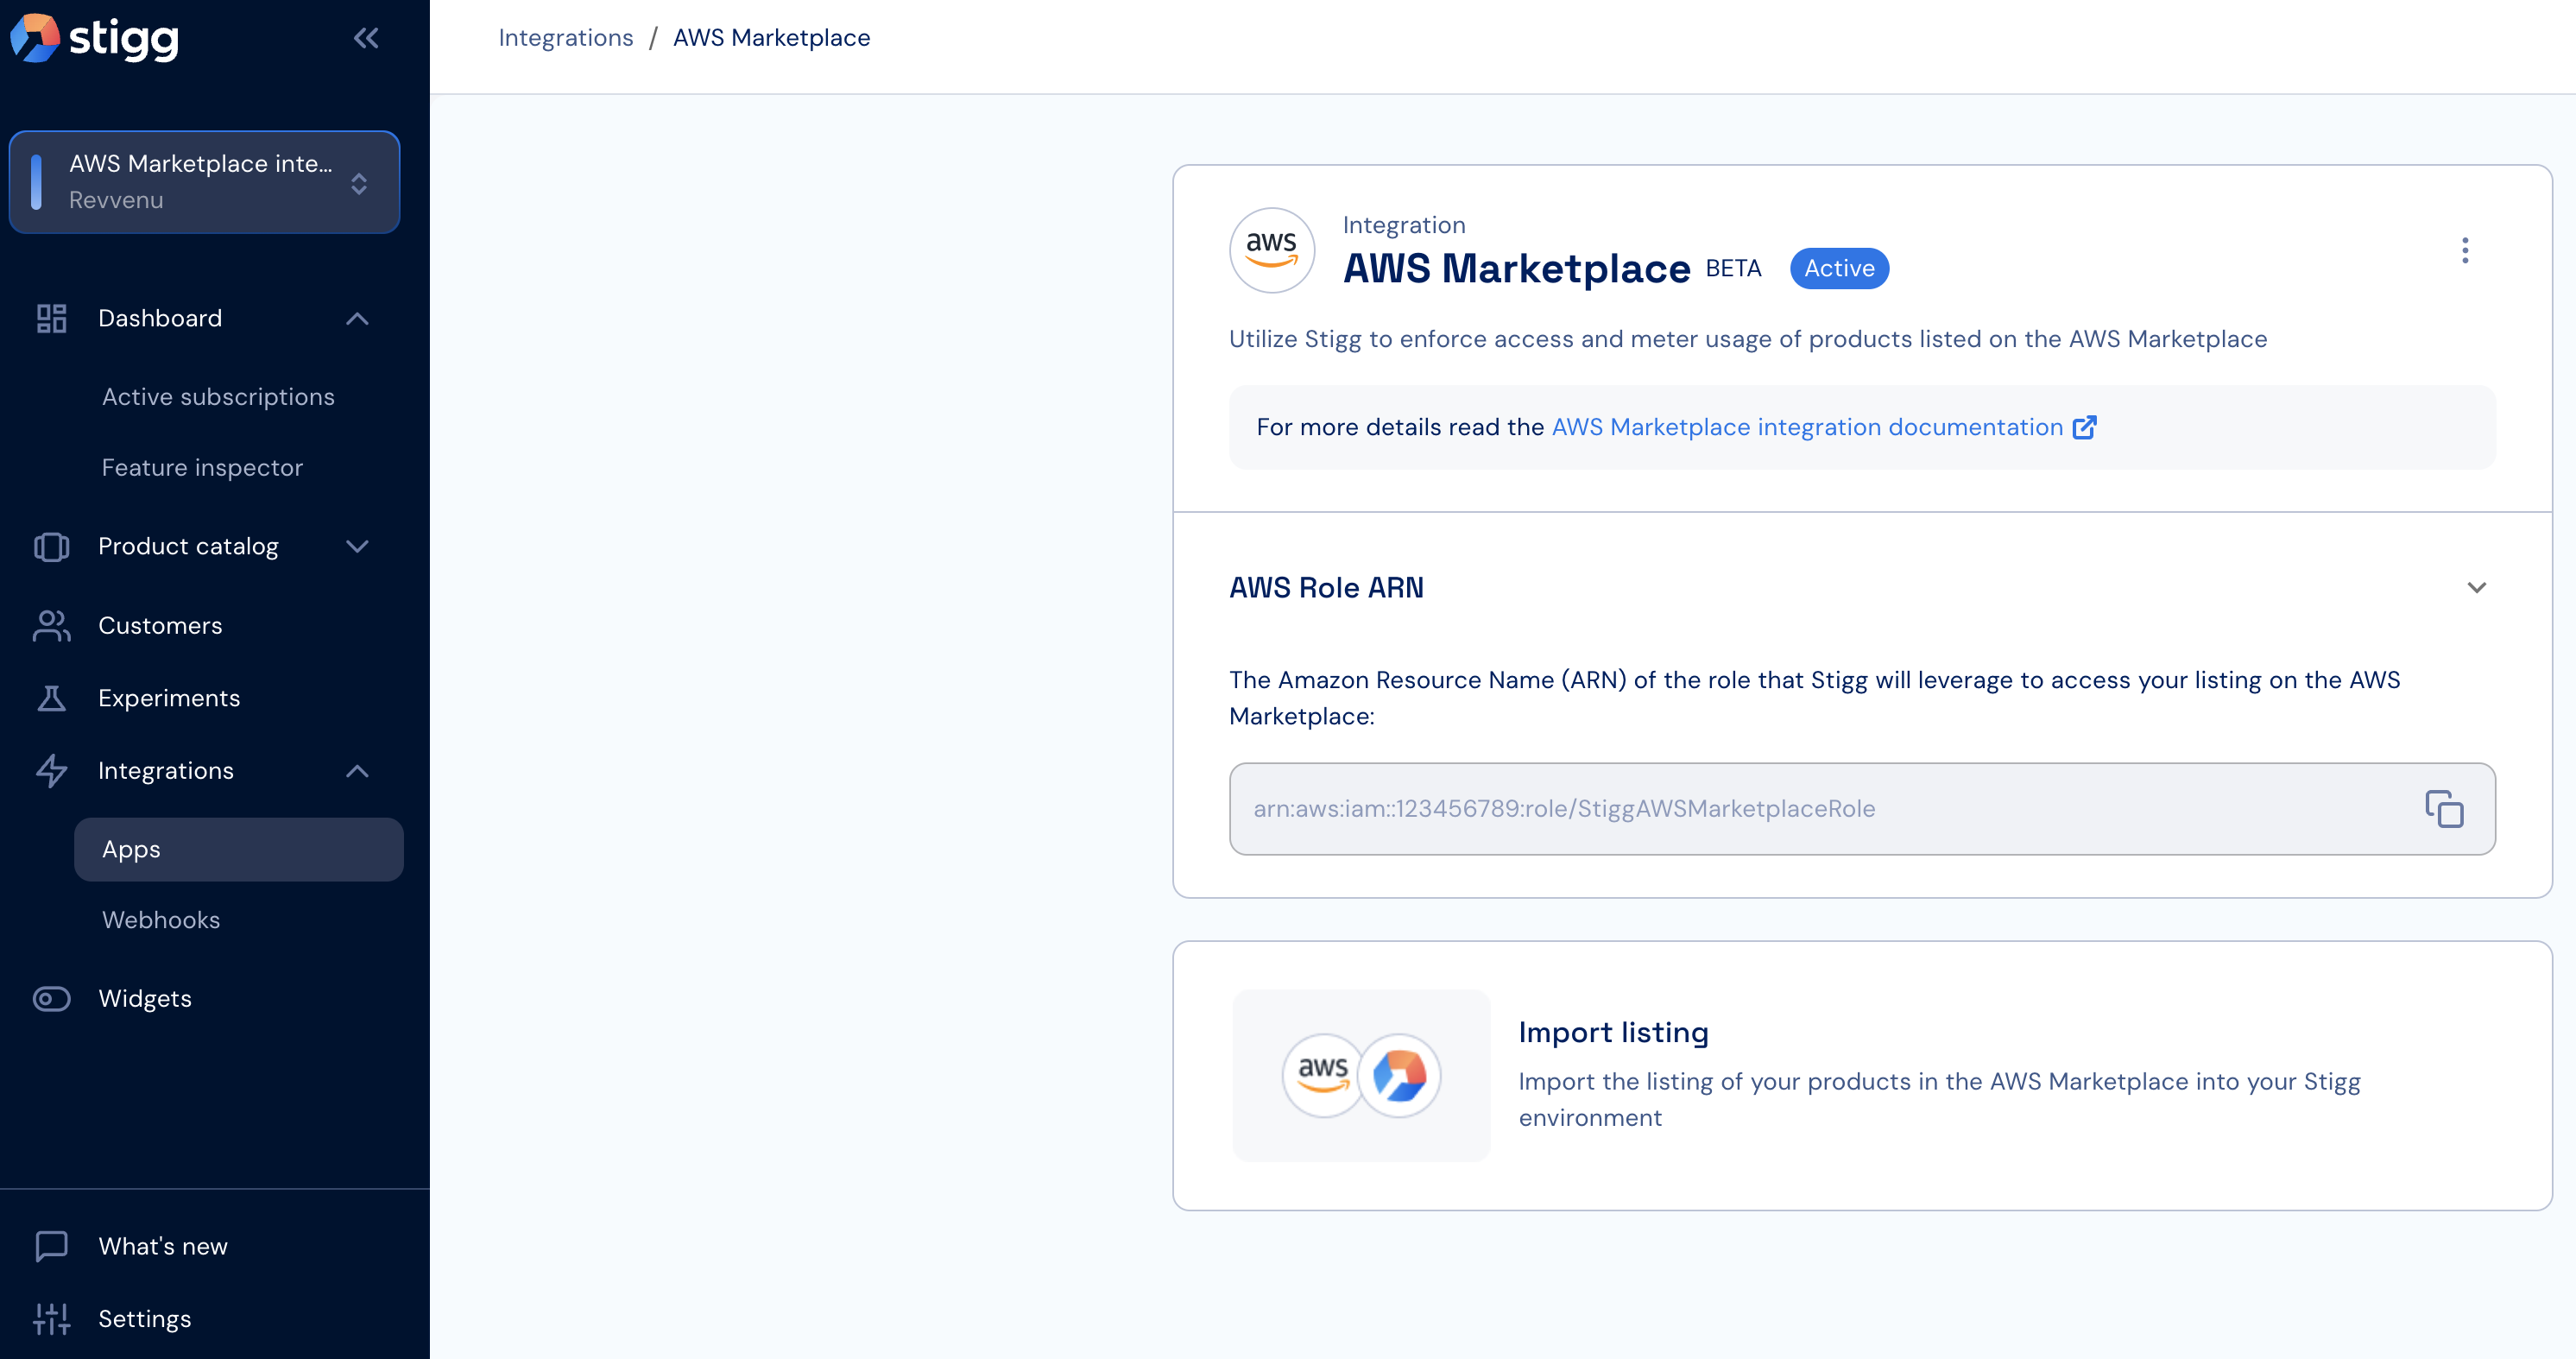 stigg
AWS Marketplace inte...
Revvenu
Dashboard
Active subscriptions
Feature inspector
Product catalog
Customers
Experiments
Integrations
Apps
Webhooks
Widgets
What's new
Settings
Integrations / AWS Marketplace
aws
Integration
AWS Marketplace BETA Active
Utilize Stigg to enforce access and meter usage of products listed on the AWS Marketplace
For more details read the AWS Marketplace integration documentation
AWS Role ARN
The Amazon Resource Name (ARN) of the role that Stigg will leverage to access your listing on the AWS
Marketplace:
arn:aws:iam::123456789:role/StiggAWSMarketplaceRole
aws
Import listing
Import the listing of your products in the AWS Marketplace into your Stigg
environment